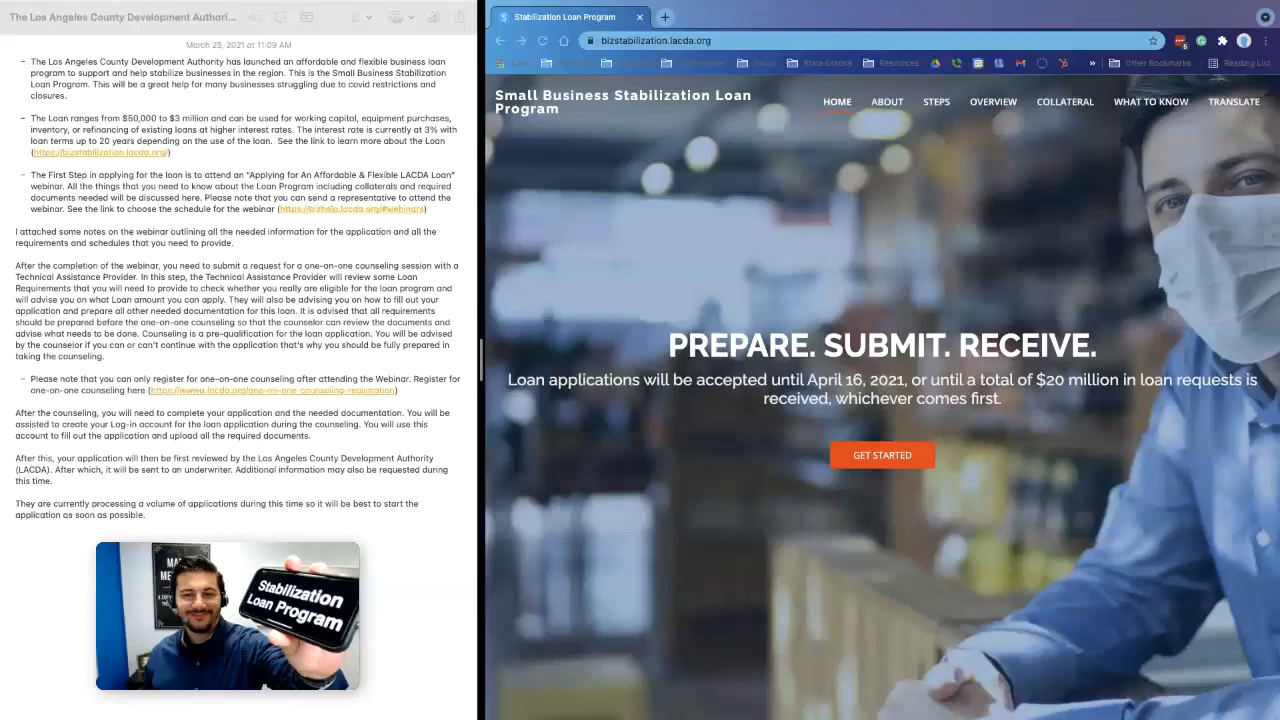 The Los Angeles County Development Authori...
March 25, 2021 at 11:09 AM
– The Los Angeles County Development Authority has launched an affordable and flexible business loan
program to support and help stabilize businesses in the region. This is the Small Business Stabilization
Loan Program. This will be a great help for many businesses struggling due to covid restrictions and
closures.
– The Loan ranges from $50,000 to $3 million and can be used for working capital, equipment purchases,
inventory, or refinancing of existing loans at higher interest rates. The interest rate is currently at 3% with
loan terms up to 20 years depending on the use of the loan. See the link to learn more about the Loan
(https://bizstabilization.lacda.org/)
– The First Step in applying for the loan is to attend an “Applying for An Affordable & Flexible LACDA Loan”
webinar. All the things that you need to know about the Loan Program including collaterals and required
documents needed will be discussed here. Please note that you can send a representative to attend the
webinar. See the link to choose the schedule for the webinar (https://bizhelp.lacda.org/#webinars)
I attached some notes on the webinar outlining all the needed information for the application and all the
requirements and schedules that you need to provide.
After the completion of the webinar, you need to submit a request for a one-on-one counseling session with a
Technical Assistance Provider. In this step, the Technical Assistance Provider will review some Loan
Requirements that you will need to provide to check whether you really are eligible for the loan program and
will advise you on what Loan amount you can apply. They will also be advising you on how to fill out your
application and prepare all other needed documentation for this loan. It is advised that all requirements
should be prepared before the one-on-one counseling so that the counselor can review the documents and
advise what needs to be done. Counseling is a pre-qualification for the loan application. You will be advised
by the counselor if you can or can’t continue with the application that’s why you should be fully prepared in
taking the counseling.
– Please note that you can only register for one-on-one counseling after attending the Webinar. Register for
one-on-one counseling here (https://wwwa.lacda.org/one-on-one-counseling-registration)
After the counseling, you will need to complete your application and the needed documentation. You will be
assisted to create your Log-in account for the loan application during the counseling. You will use this
account to fill out the application and upload all the required documents.
After this, your application will then be first reviewed by the Los Angeles County Development Authority
(LACDA). After which, it will be sent to an underwriter. Additional information may also be requested during
this time.
They are currently processing a volume of applications during this time so it will be best to start the
application as soon as possible.
Stabilization
Loan Program
Stabilization Loan Program
bizstabilization.lacda.org
Resources
Other Bookmarks
Reading List
Small Business Stabilization Loan
Program
HOME ABOUT STEPS OVERVIEW COLLATERAL WHAT TO KNOW TRANSLATE
PREPARE. SUBMIT. RECEIVE.
Loan applications will be accepted until April 16, 2021, or until a total of $20 million in loan requests is
received, whichever comes first.
GET STARTED